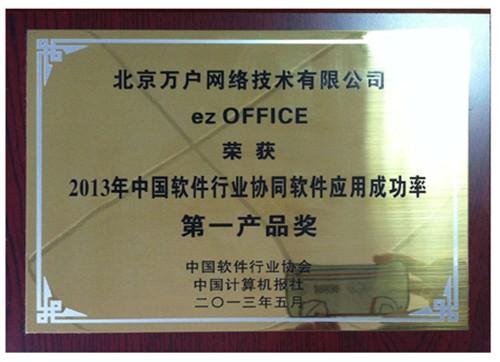 北京万户网络技术有限公司
ez OFFICE
荣获
2013年中国软件行业协同软件应用成功率
第一产品奖
中国软件行业协会
中国计算机报社
二〇一三年五月